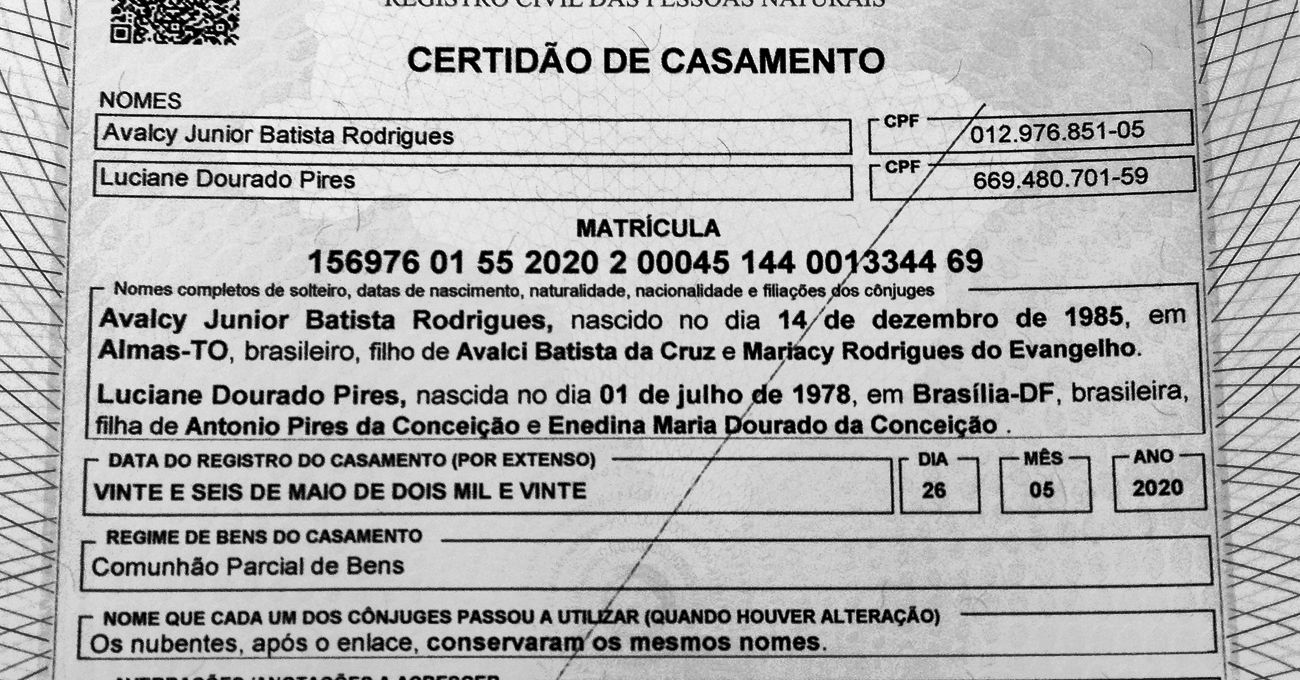 REGISTRO CIVIL DAS PESSOAS NATURAIS
CERTIDÃO DE CASAMENTO
NOMES
Avalcy Junior Batista Rodrigues
CPF
012.976.851-05
Luciane Dourado Pires
CPF
669.480.701-59
MATRÍCULA
156976 01 55 2020 2 00045 144 0013344 69
Nomes completos de solteiro, datas de nascimento, naturalidade, nacionalidade e filiações dos cônjuges
Avalcy Junior Batista Rodrigues, nascido no dia 14 de dezembro de 1985, em
Almas-TO, brasileiro, filho de Avalci Batista da Cruz e Mariacy Rodrigues do Evangelho.
Luciane Dourado Pires, nascida no dia 01 de julho de 1978, em Brasília-DF, brasileira,
filha de Antonio Pires da Conceição e Enedina Maria Dourado da Conceição .
DATA DO REGISTRO DO CASAMENTO (POR EXTENSO)
VINTE E SEIS DE MAIO DE DOIS MIL E VINTE
DIA
26
MÊS
05
ANO
2020
REGIME DE BENS DO CASAMENTO
Comunhão Parcial de Bens
NOME QUE CADA UM DOS CÔNJUGES PASSOU A UTILIZAR (QUANDO HOUVER ALTERAÇÃO)
Os nubentes, após o enlace, conservaram os mesmos nomes.